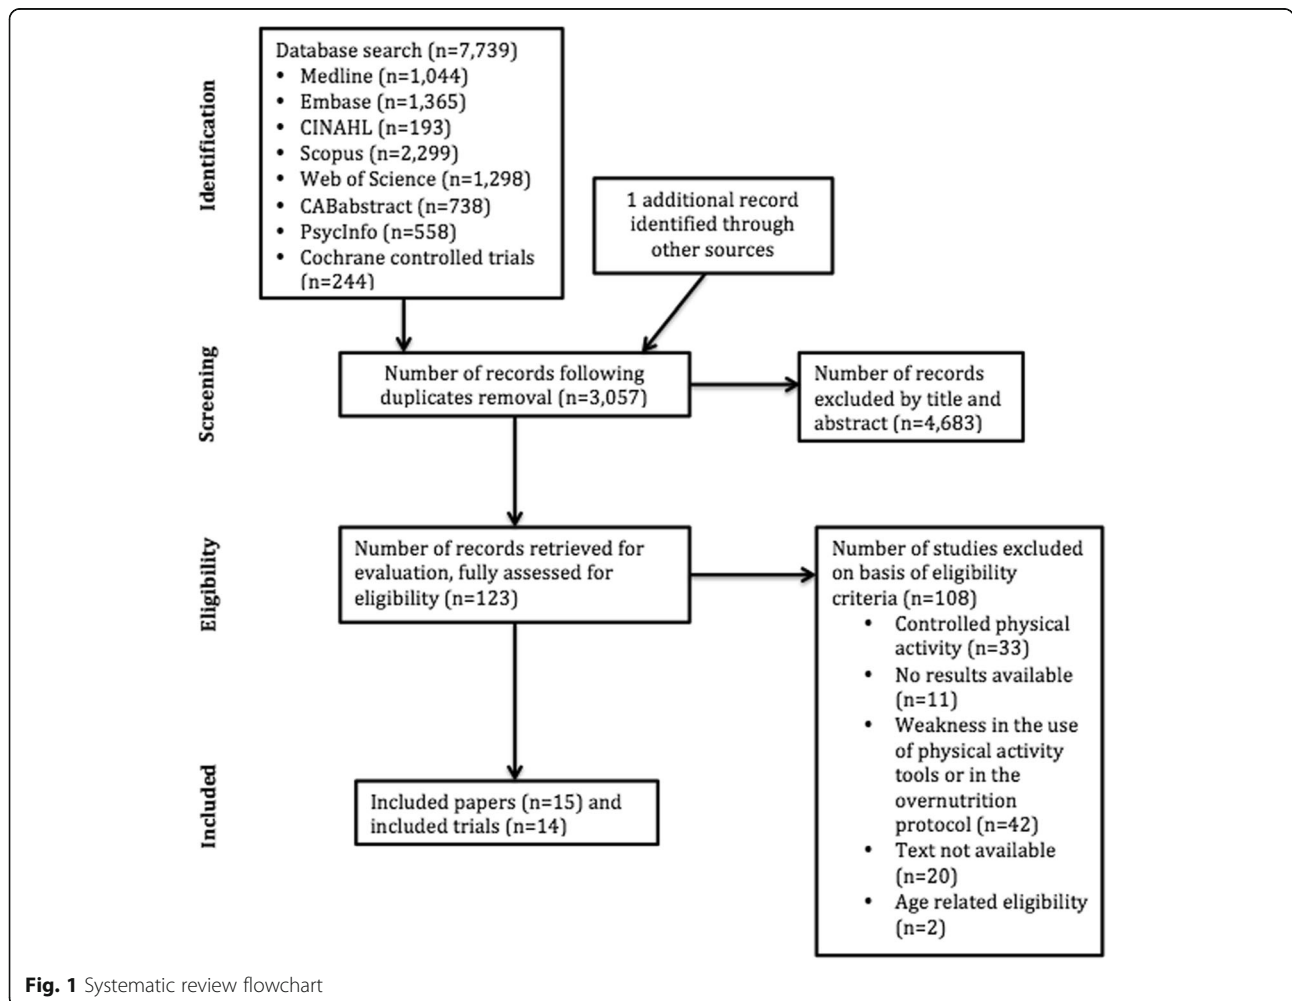 Identification
Database search (n=7,739)
• Medline (n=1,044)
• Embase (n=1,365)
• CINAHL (n=193)
• Scopus (n=2,299)
• Web of Science (n=1,298)
• CABabstract (n=738)
• PsycInfo (n=558)
• Cochrane controlled trials
(n=244)
1 additional record
identified through
other sources
Screening
Number of records following
duplicates removal (n=3,057)
Number of records
excluded by title and
abstract (n=4,683)
Eligibility
Number of records retrieved for
evaluation, fully assessed for
eligibility (n=123)
Number of studies excluded
on basis of eligibility
criteria (n=108)
• Controlled physical
activity (n=33)
• No results available
(n=11)
• Weakness in the use
of physical activity
tools or in the
overnutrition
protocol (n=42)
• Text not available
(n=20)
• Age related eligibility
(n=2)
Included
Included papers (n=15) and
included trials (n=14)
Fig. 1 Systematic review flowchart